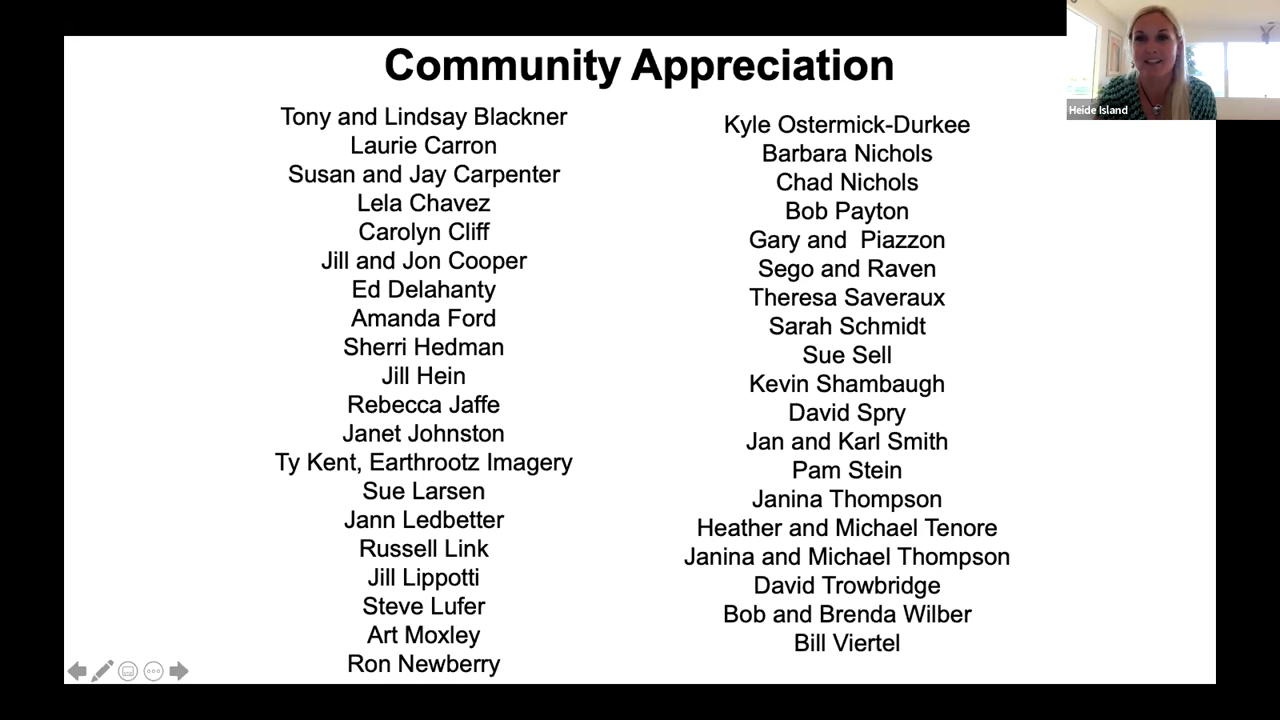 Community Appreciation
Tony and Lindsay Blackner
Laurie Carron
Susan and Jay Carpenter
Lela Chavez
Carolyn Cliff
Jill and Jon Cooper
Ed Delahanty
Amanda Ford
Sherri Hedman
Jill Hein
Rebecca Jaffe
Janet Johnston
Ty Kent, Earthrootz Imagery
Sue Larsen
Jann Ledbetter
Russell Link
Jill Lippotti
Steve Lufer
Art Moxley
Ron Newberry
Kyle Ostermick-Durkee
Barbara Nichols
Chad Nichols
Bob Payton
Gary and  Piazzon
Sego and Raven
Theresa Saveraux
Sarah Schmidt
Sue Sell
Kevin Shambaugh
David Spry
Jan and Karl Smith
Pam Stein
Janina Thompson
Heather and Michael Tenore
Janina and Michael Thompson
David Trowbridge
Bob and Brenda Wilber
Bill Viertel
Heide Island